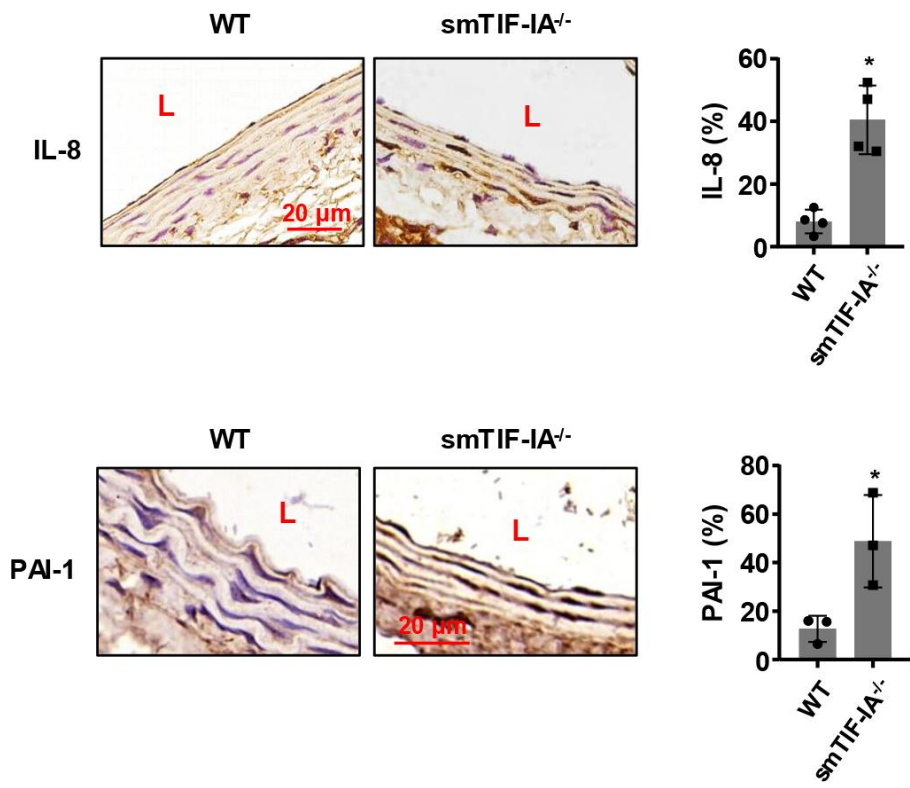 WT smTIF-IA-/-
IL-8
L
20 µm
L
IL-8 (%)
60
40
20
0
*
WT
smTIF-IA-/-
WT smTIF-IA-/-
PAI-1
L
L
20 µm
PAI-1 (%)
80
60
40
20
0
*
WT
smTIF-IA-/-